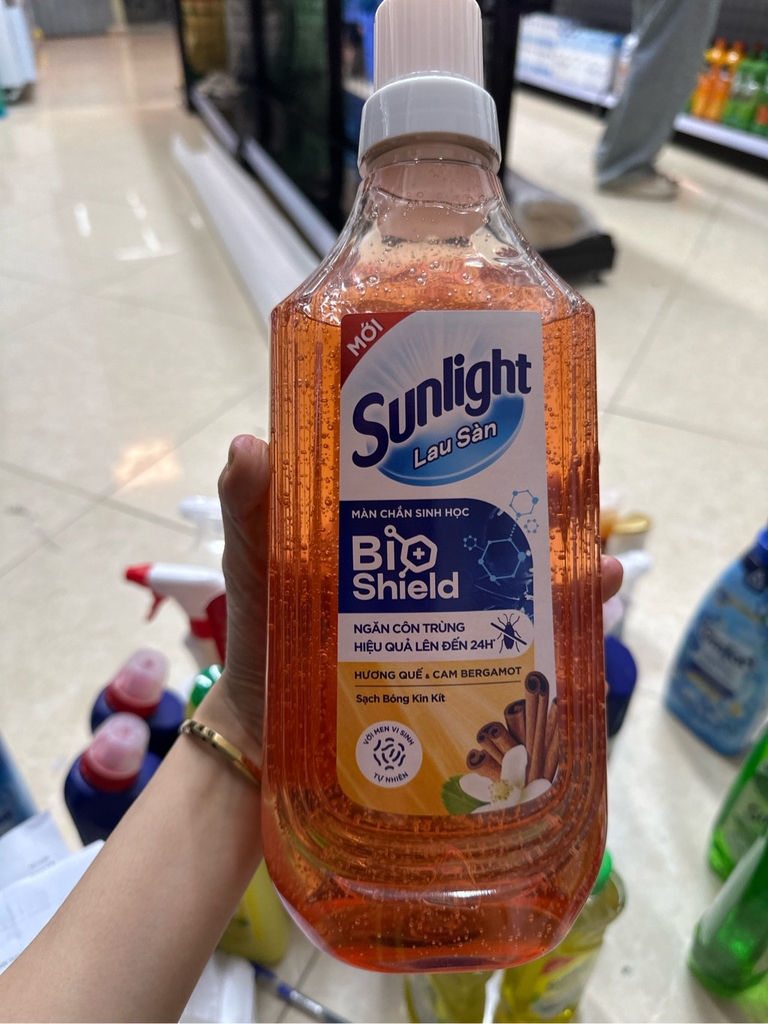 MỚI
Sunlight
Lau Sàn
MÀN CHẮN SINH HỌC
Bio
Shield
NGĂN CÔN TRÙNG
HIỆU QUẢ LÊN ĐẾN 24H*
HƯƠNG QUẾ & CAM BERGAMOT
Sạch Bóng Kin Kít
VỚI MEN VI SINH
TỰ NHIÊN
Comfort